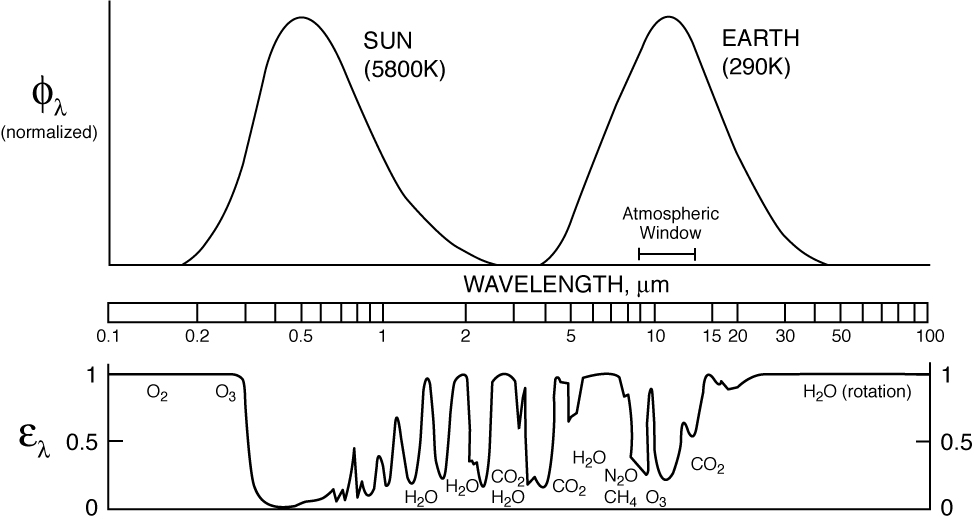 SUN
(5800K)
EARTH
(290K)
ϕλ
(normalized)
Atmospheric
Window
WAVELENGTH, μm
0.1 0.2 0.5 1 2 5 10 15 20 30 50 100
1 1
O2 O3 H2O (rotation)
ελ 0.5 0.5
H2O H2O CO2 H2O CO2 H2O N2O CH4 O3 CO2
0 0